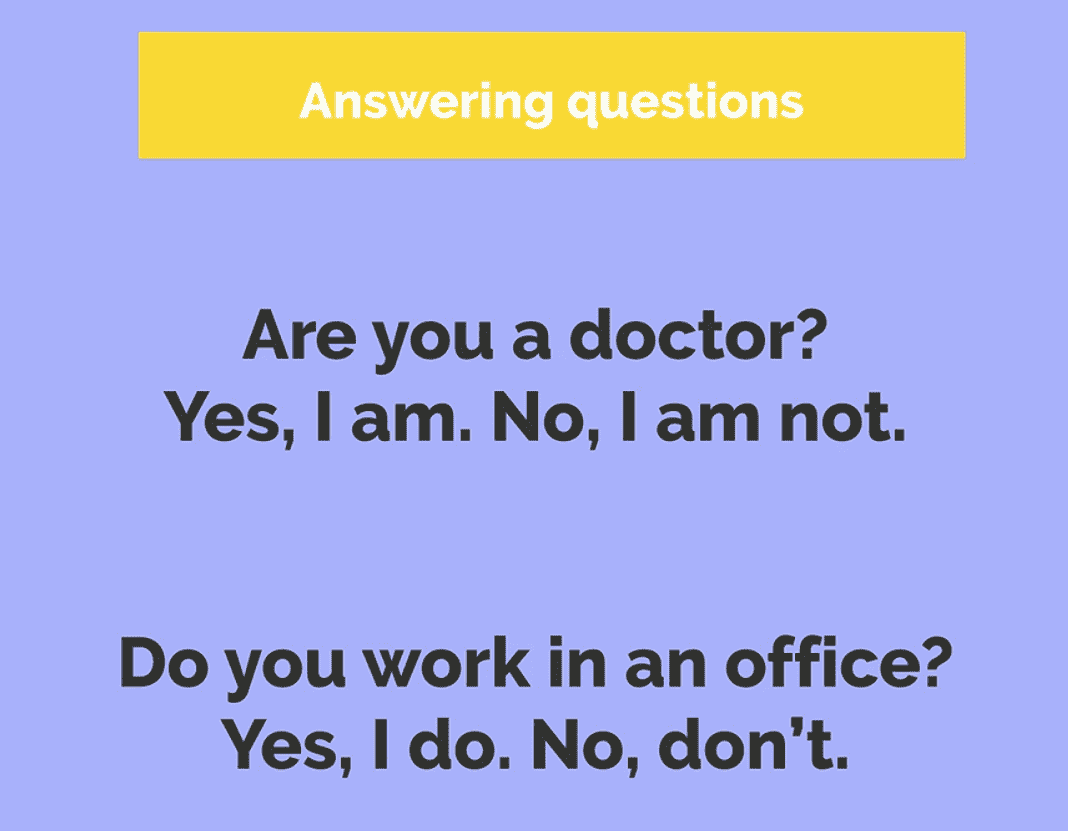 Answering questions
Are you a doctor?
Yes, I am. No, I am not.
Do you work in an office?
Yes, I do. No, don’t.